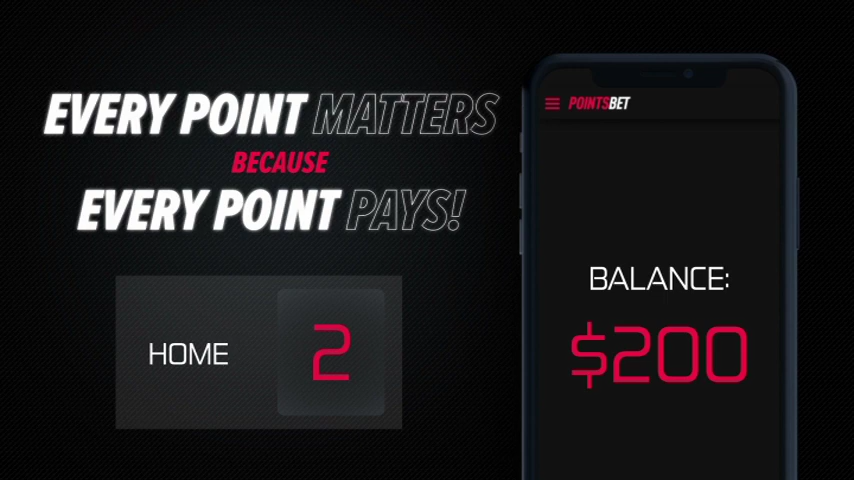 EVERY POINT MATTERS
BECAUSE
EVERY POINT PAYS!
HOME 2
POINTSBET
BALANCE:
$200